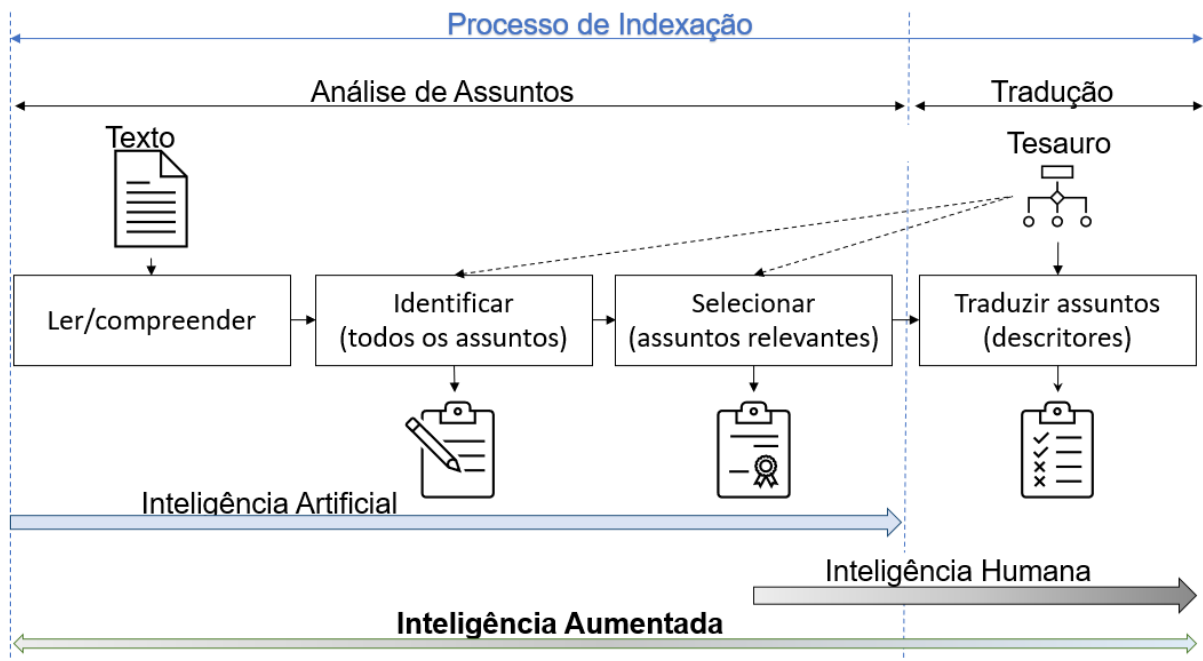 Processo de Indexação
Análise de Assuntos
Tradução
Texto
Tesauro
Ler/compreender
Identificar
(todos os assuntos)
Selecionar
(assuntos relevantes)
Traduzir assuntos
(descritores)
Inteligência Artificial
Inteligência Humana
Inteligência Aumentada